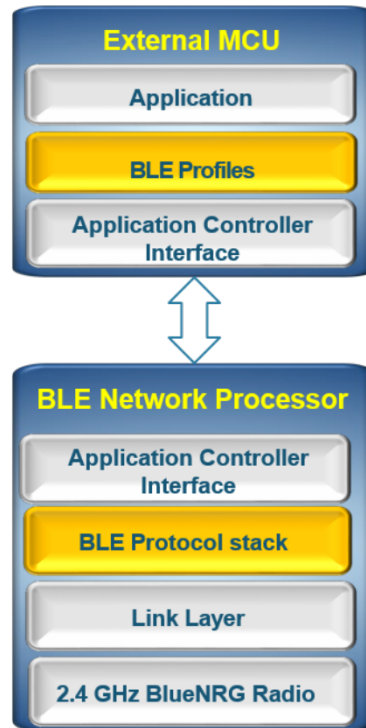 External MCU
Application
BLE Profiles
Application Controller
Interface
BLE Network Processor
Application Controller
Interface
BLE Protocol stack
Link Layer
2.4 GHz BlueNRG Radio